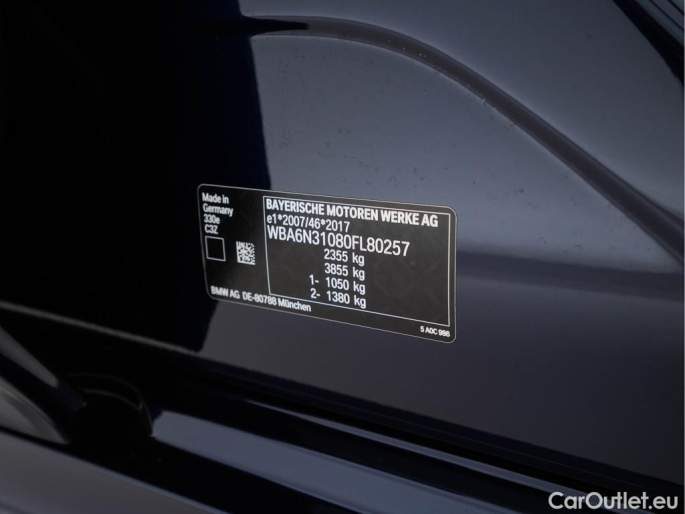 Made in
Germany
330e
C3Z
BAYERISCHE MOTOREN WERKE AG
e1*2007/46*2017
WBA6N31080FL80257
2355 kg
3855 kg
1- 1050 kg
2- 1380 kg
BMW AG DE-80788 München
5 A0C 986
CarOutlet.eu